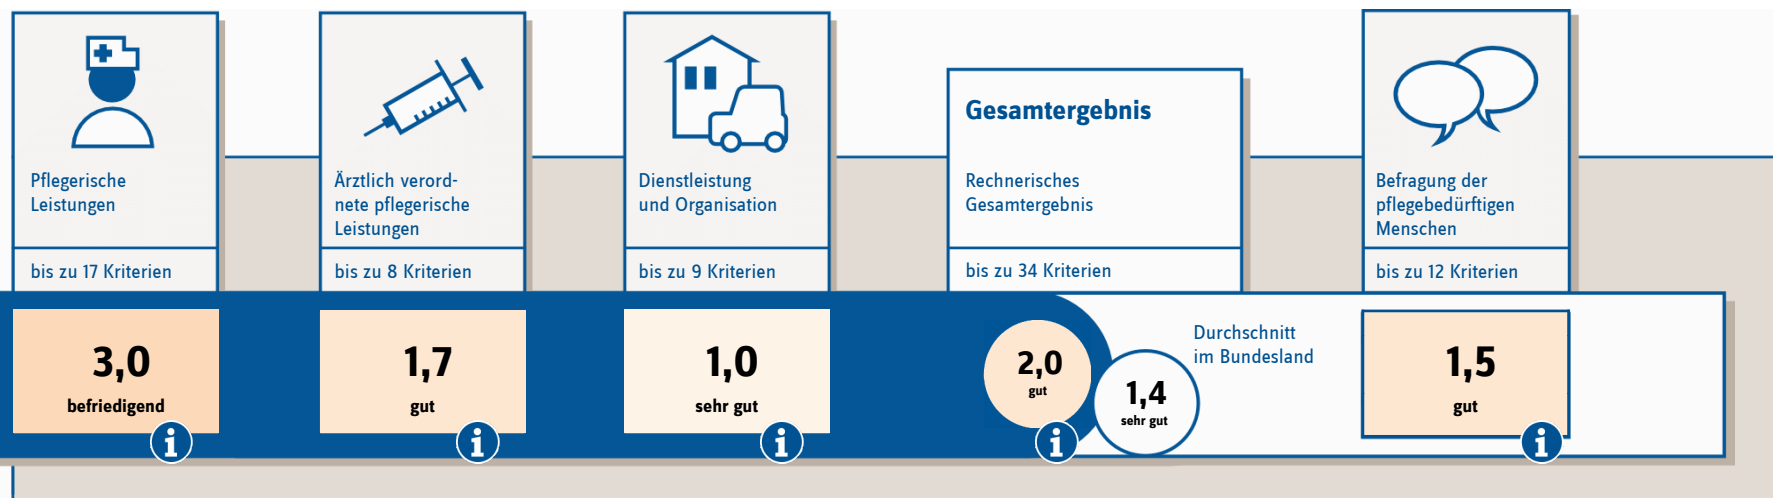 Pflegerische
Leistungen
bis zu 17 Kriterien
3,0
befriedigend
i
Ärztlich verord-
nete pflegerische
Leistungen
bis zu 8 Kriterien
1,7
gut
i
Dienstleistung
und Organisation
bis zu 9 Kriterien
1,0
sehr gut
i
Gesamtergebnis
Rechnerisches
Gesamtergebnis
bis zu 34 Kriterien
2,0
gut
i
1,4
sehr gut
Durchschnitt
im Bundesland
Befragung der
pflegebedürftigen
Menschen
bis zu 12 Kriterien
1,5
gut
i